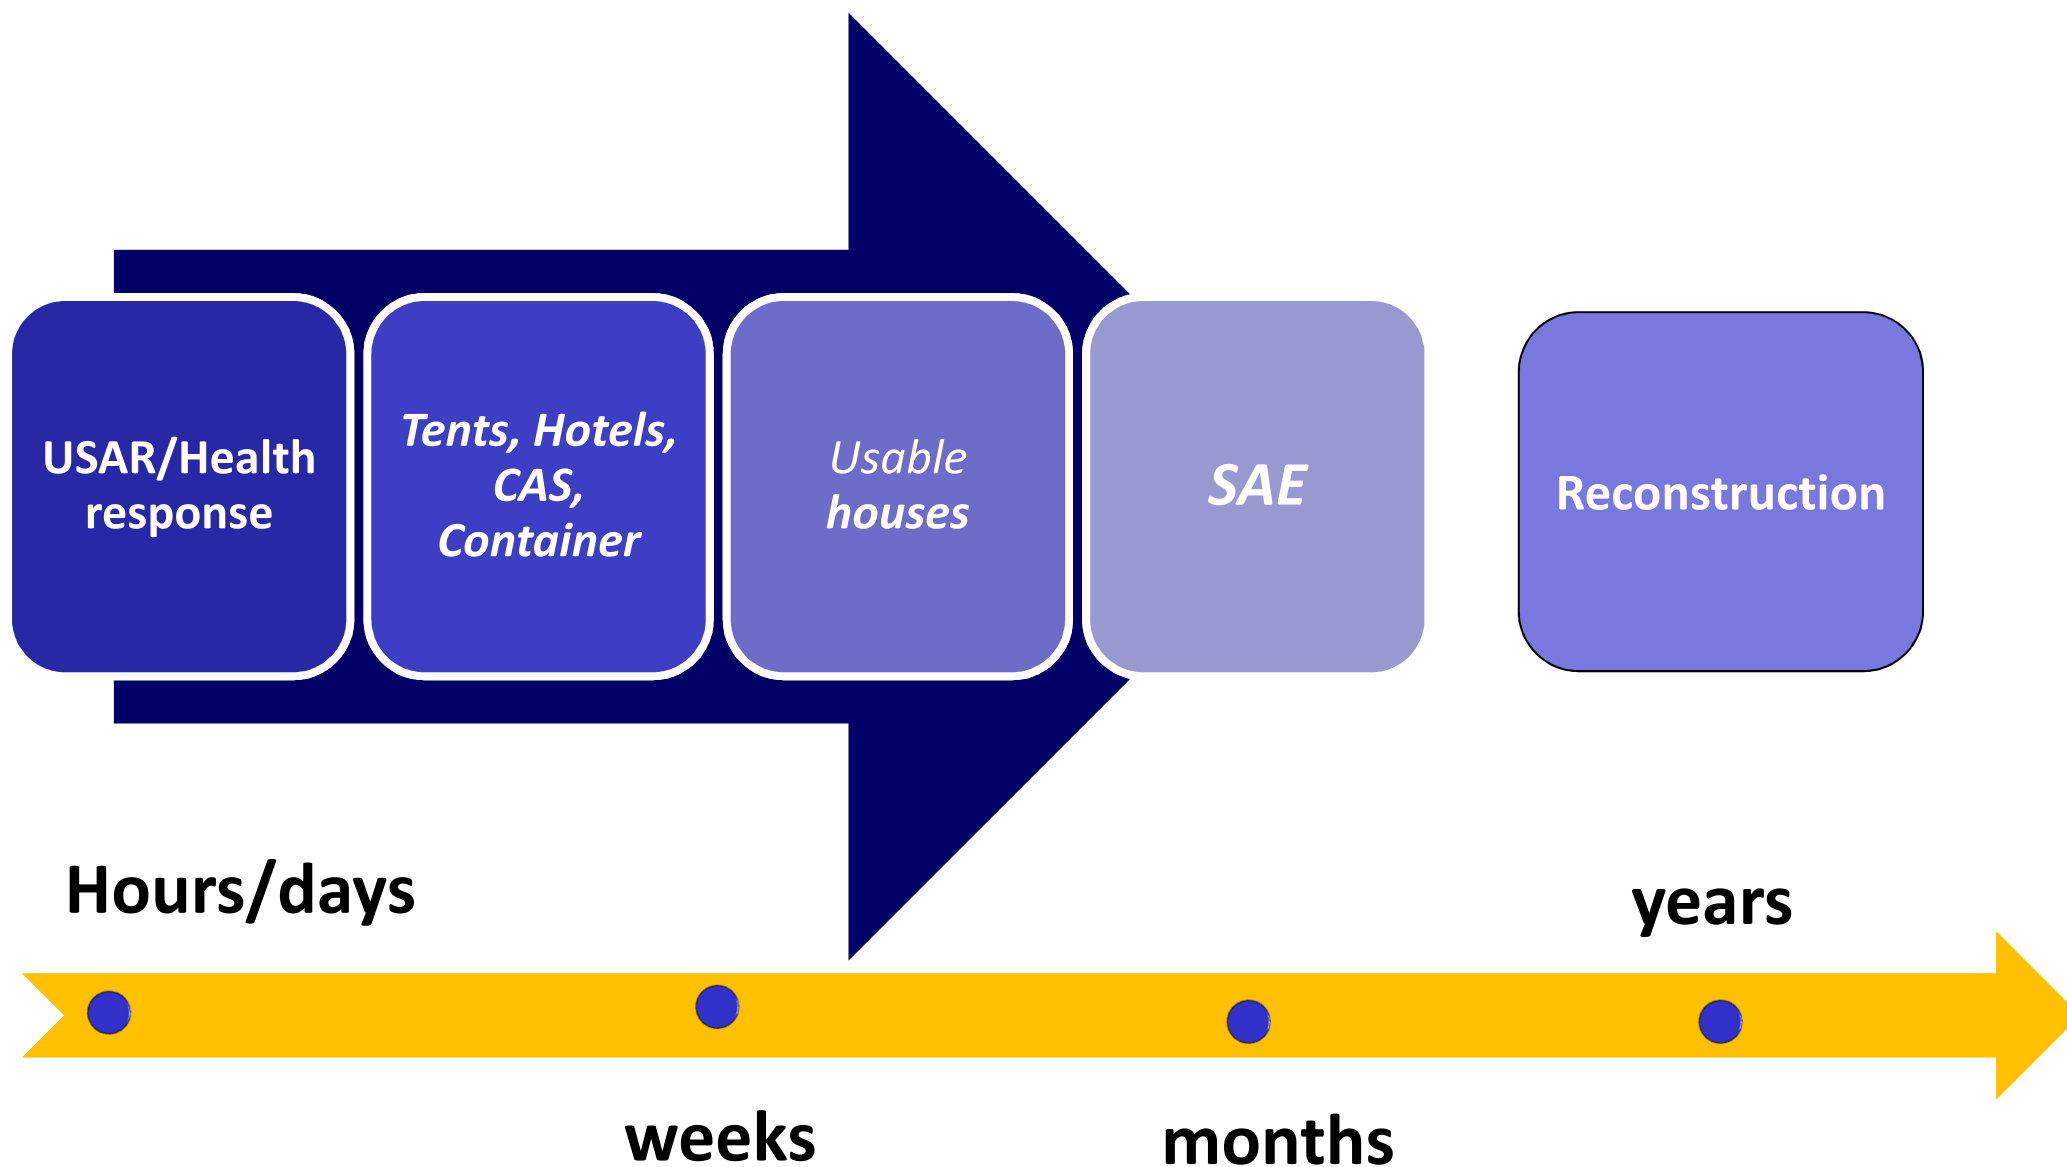 USAR/Health
response
Tents, Hotels,
CAS,
Container
Usable
houses
SAE
Reconstruction
Hours/days
years
weeks
months